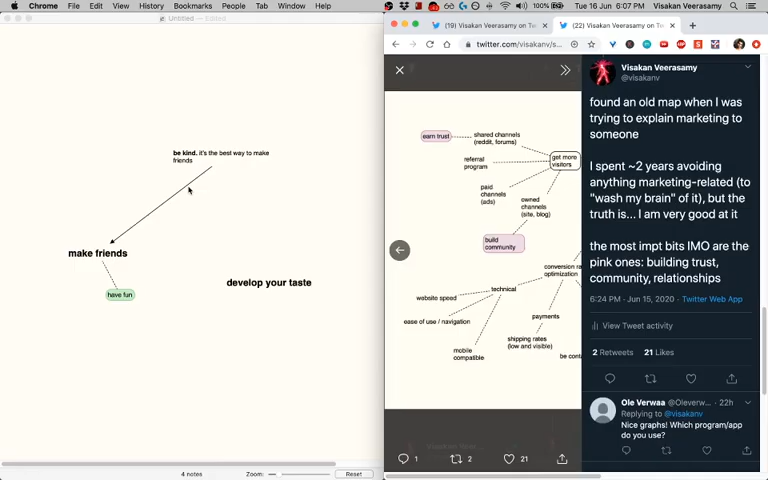 Chrome File Edit View History Bookmarks People Tab Window Help
100% Tue 16 Jun 6:07 PM Visakan Veerasamy
Untitled — Edited
be kind. it's the best way to make
friends
make friends
have fun
develop your taste
4 notes Zoom: Reset
(19) Visakan Veerasamy on Tw
(22) Visakan Veerasamy on Tw
twitter.com/visakanv/s...
earn trust
shared channels
(reddit, forums)
get more
visitors
referral
program
paid
channels
(ads)
owned
channels
(site, blog)
build
community
conversion ra
optimization
technical
website speed
ease of use / navigation
payments
shipping rates
(low and visible)
mobile
compatible
be conta
1 2 21
Visakan Veerasamy
@visakanv
found an old map when I was
trying to explain marketing to
someone
I spent ~2 years avoiding
anything marketing-related (to
"wash my brain" of it), but the
truth is... I am very good at it
the most impt bits IMO are the
pink ones: building trust,
community, relationships
6:24 PM · Jun 15, 2020 · Twitter Web App
View Tweet activity
2 Retweets 21 Likes
Ole Verwaa @Oleverw... · 22h
Replying to @visakanv
Nice graphs! Which program/app
do you use?